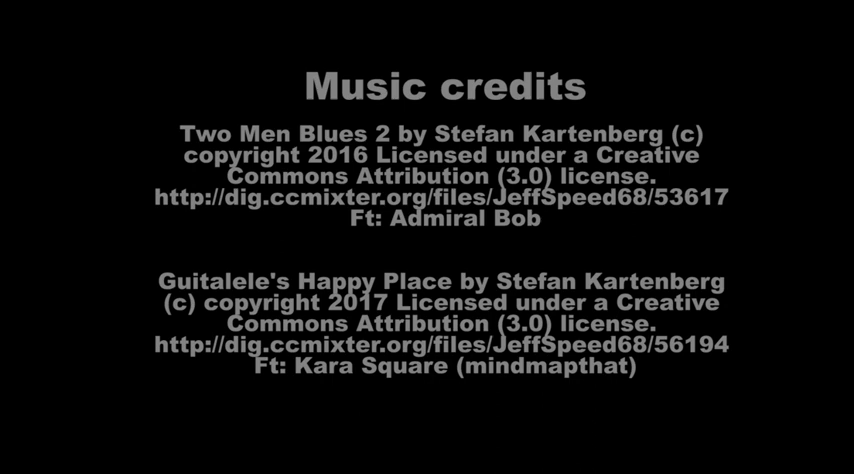 Music credits
Two Men Blues 2 by Stefan Kartenberg (c)
copyright 2016 Licensed under a Creative
Commons Attribution (3.0) license.
http://dig.ccmixter.org/files/JeffSpeed68/53617
Ft: Admiral Bob
Guitalele's Happy Place by Stefan Kartenberg
(c) copyright 2017 Licensed under a Creative
Commons Attribution (3.0) license.
http://dig.ccmixter.org/files/JeffSpeed68/56194
Ft: Kara Square (mindmapthat)